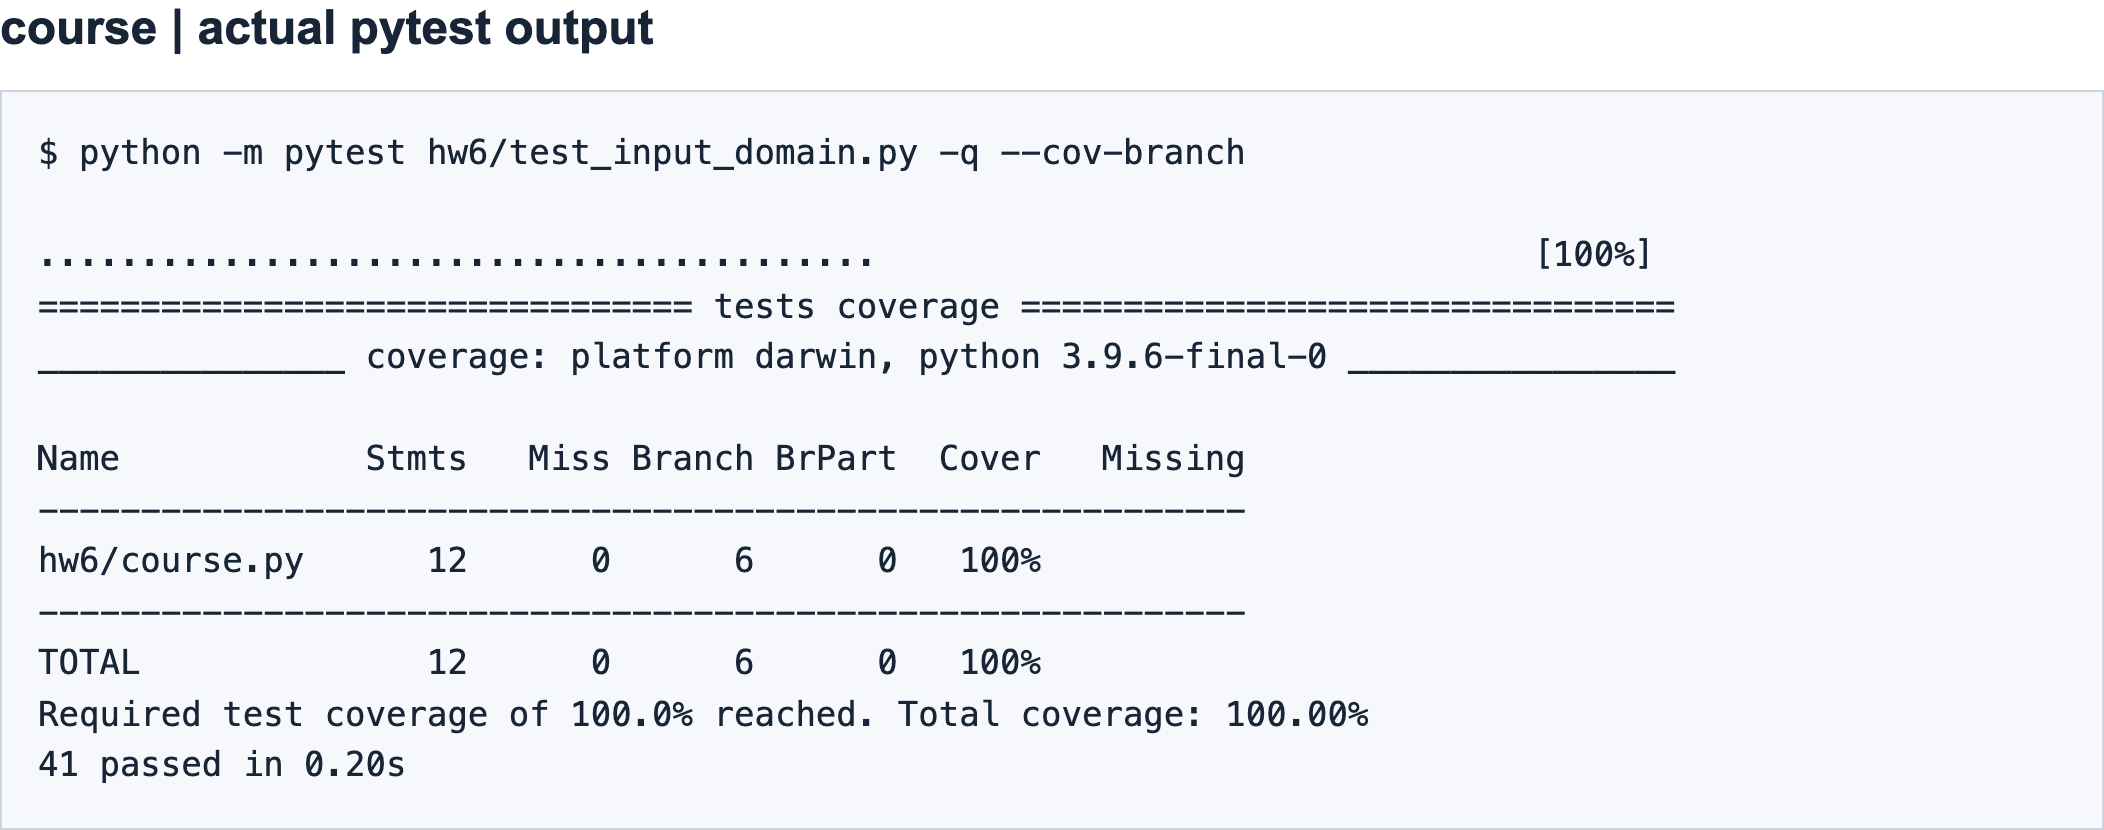 course | actual pytest output
$ python -m pytest hw6/test_input_domain.py -q --cov-branch
......................................... [100%]
================================ tests coverage ================================
_______________ coverage: platform darwin, python 3.9.6-final-0 ________________
Name            Stmts   Miss Branch BrPart  Cover   Missing
-----------------------------------------------------------
hw6/course.py      12      0      6      0   100%
-----------------------------------------------------------
TOTAL              12      0      6      0   100%
Required test coverage of 100.0% reached. Total coverage: 100.00%
41 passed in 0.20s